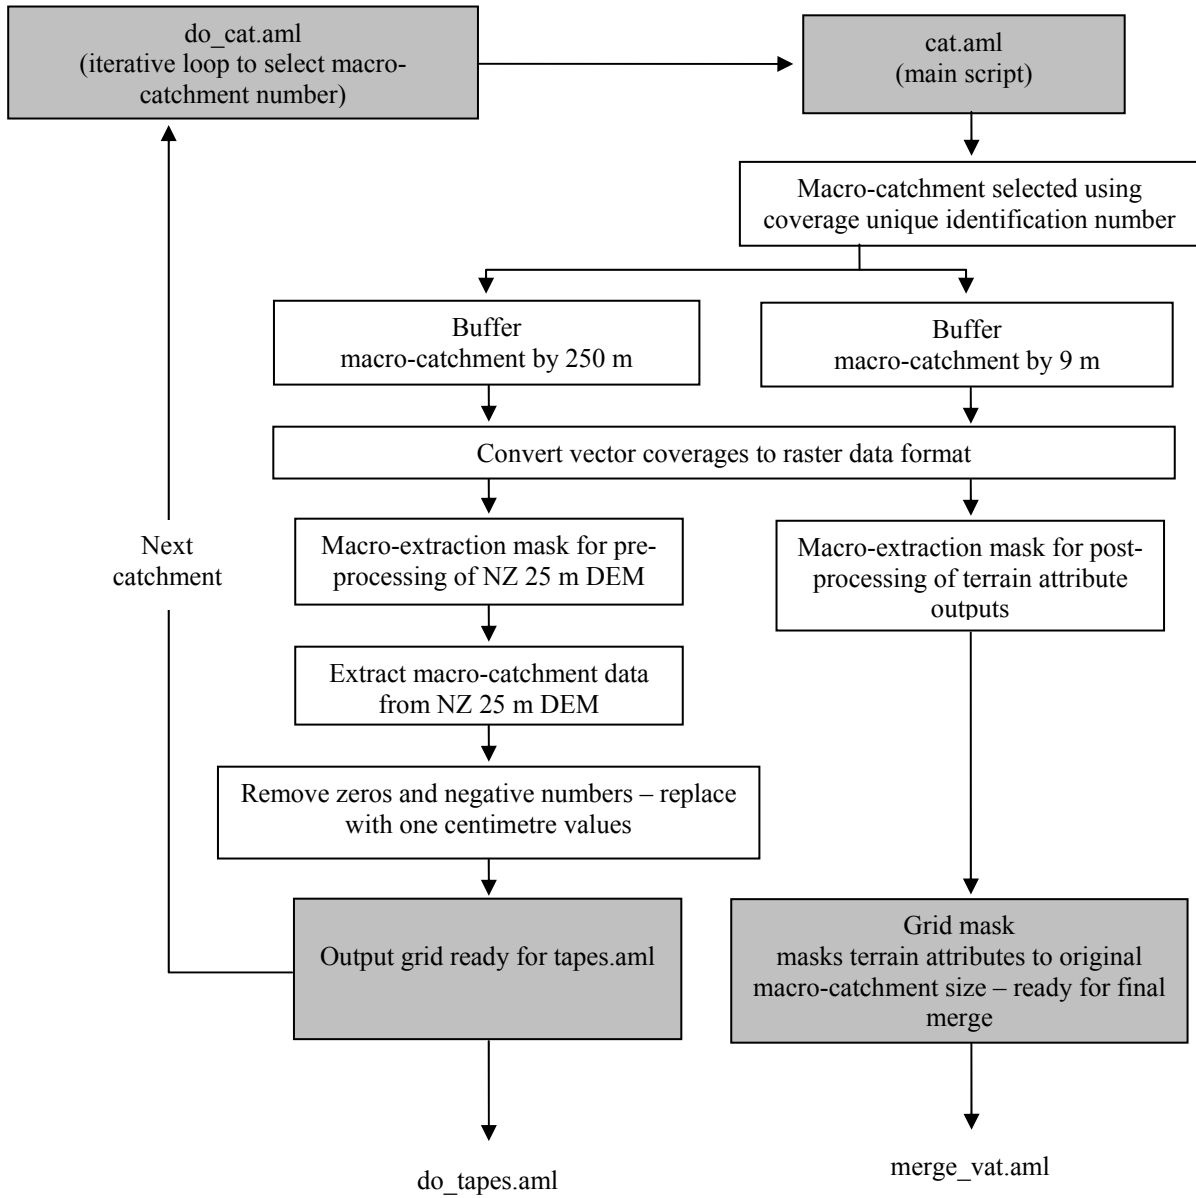 do_cat.aml
(iterative loop to select macro-
catchment number)
cat.aml
(main script)
Macro-catchment selected using
coverage unique identification number
Buffer
macro-catchment by 250 m
Buffer
macro-catchment by 9 m
Convert vector coverages to raster data format
Next
catchment
Macro-extraction mask for pre-
processing of NZ 25 m DEM
Macro-extraction mask for post-
processing of terrain attribute
outputs
Extract macro-catchment data
from NZ 25 m DEM
Remove zeros and negative numbers – replace
with one centimetre values
Output grid ready for tapes.aml
Grid mask
masks terrain attributes to original
macro-catchment size – ready for final
merge
do_tapes.aml
merge_vat.aml